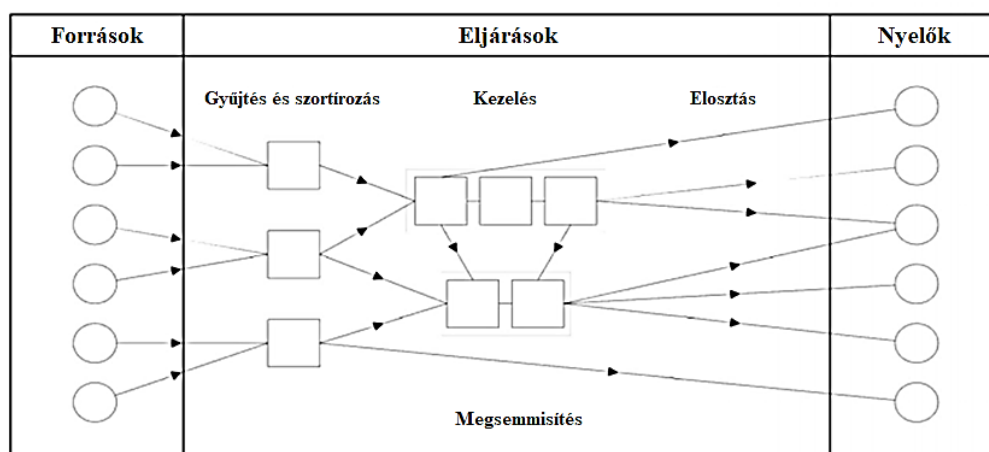 Források
Eljárások
Nyelők
Gyűjtés és szortírozás
Kezelés
Elosztás
Megsemmisítés